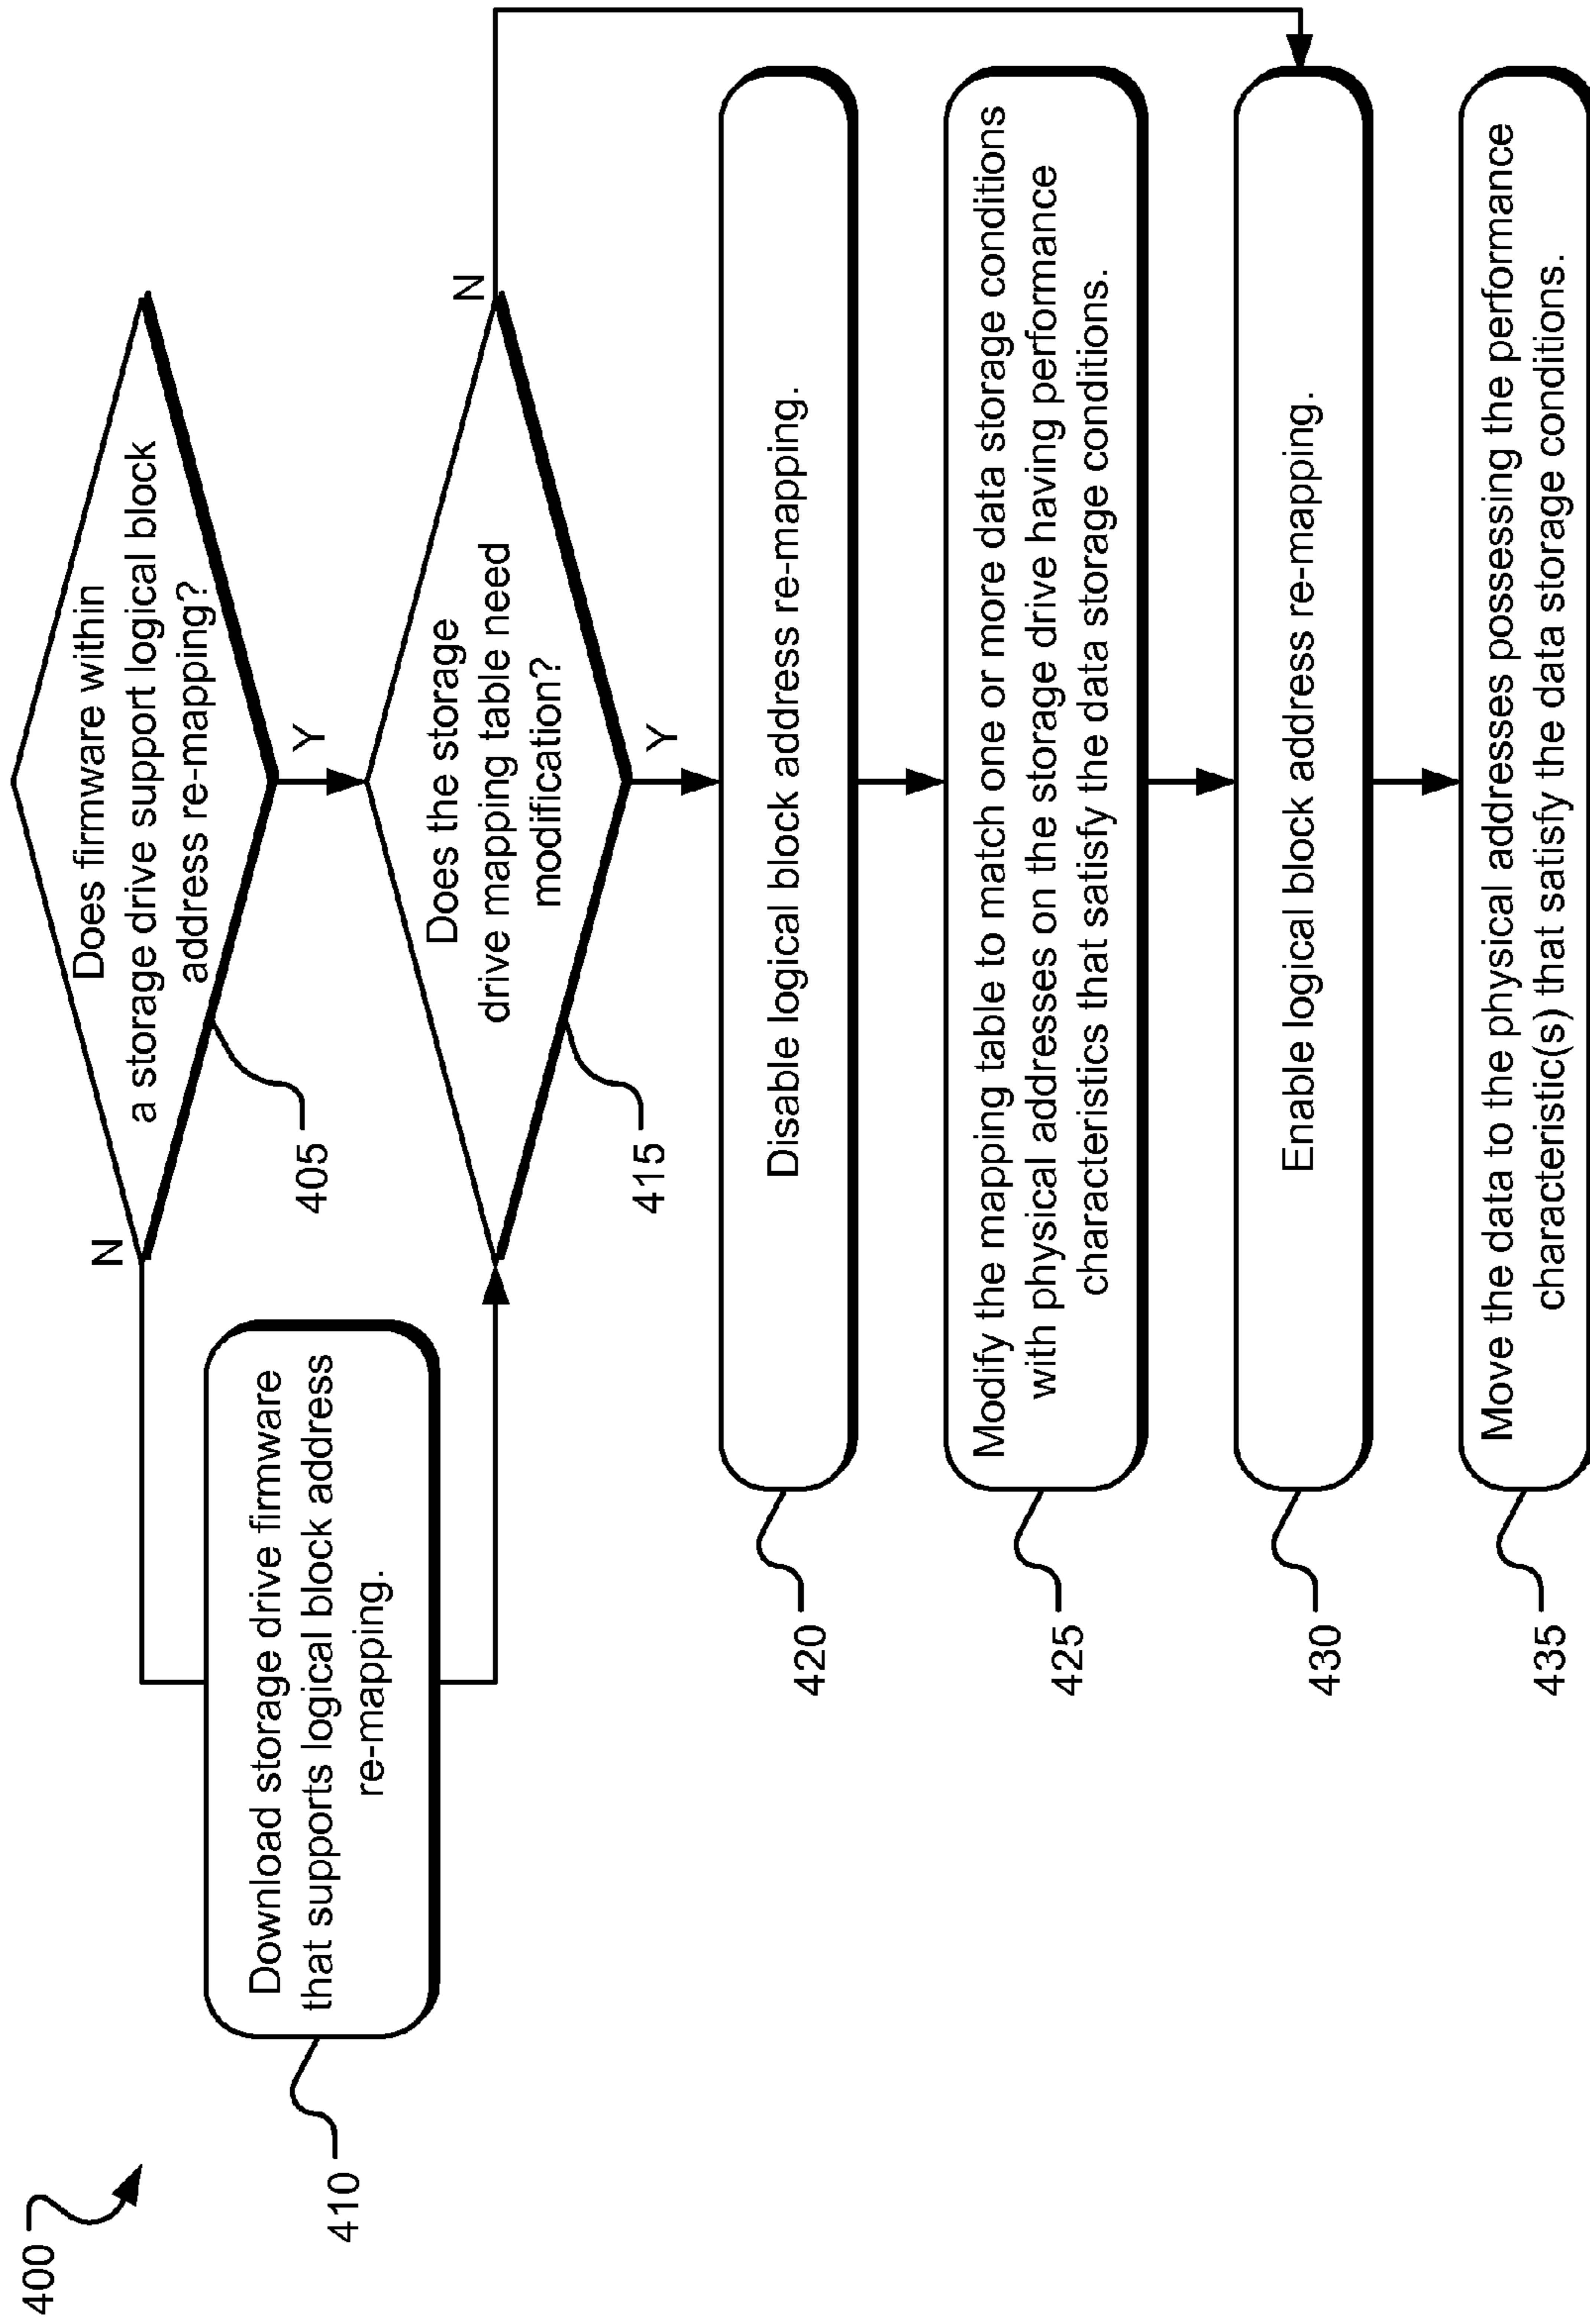 400
Does firmware within
a storage drive support logical block
address re-mapping?
N
Y
405
Download storage drive firmware
that supports logical block address
re-mapping.
410
Does the storage
drive mapping table need
modification?
N
Y
415
Disable logical block address re-mapping.
420
Modify the mapping table to match one or more data storage conditions
with physical addresses on the storage drive having performance
characteristics that satisfy the data storage conditions.
425
Enable logical block address re-mapping.
430
Move the data to the physical addresses possessing the performance
characteristic(s) that satisfy the data storage conditions.
435